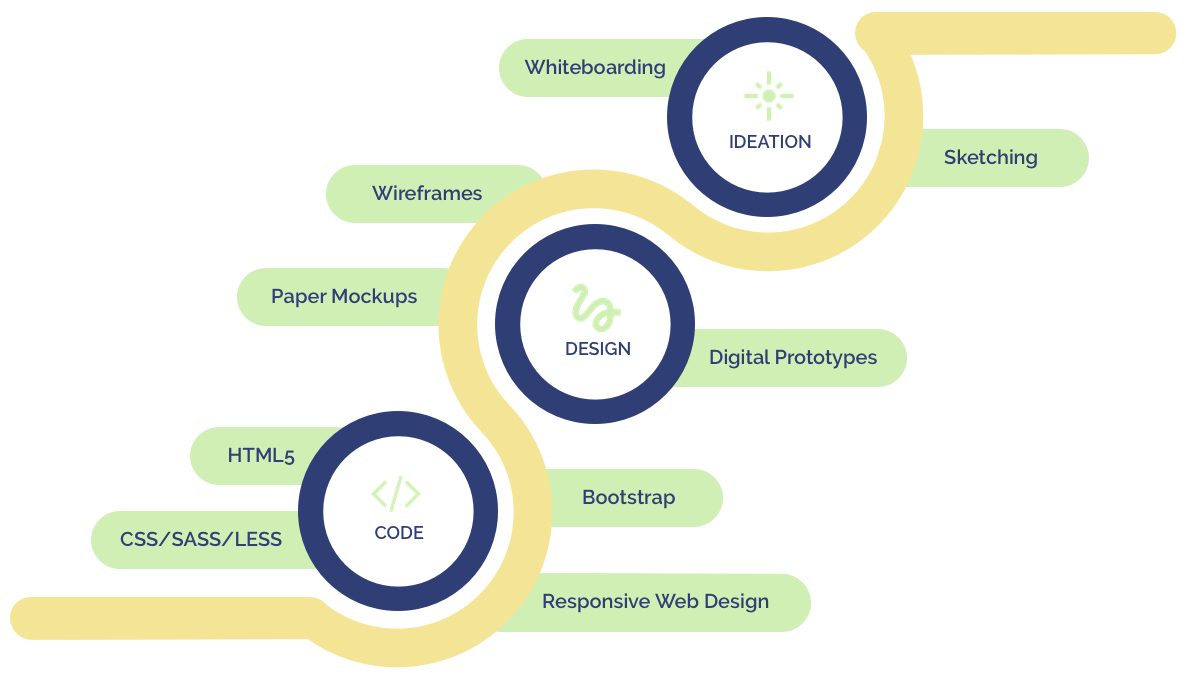 Whiteboarding
IDEATION
Sketching
Wireframes
Paper Mockups
DESIGN
Digital Prototypes
HTML5
Bootstrap
CODE
CSS/SASS/LESS
Responsive Web Design